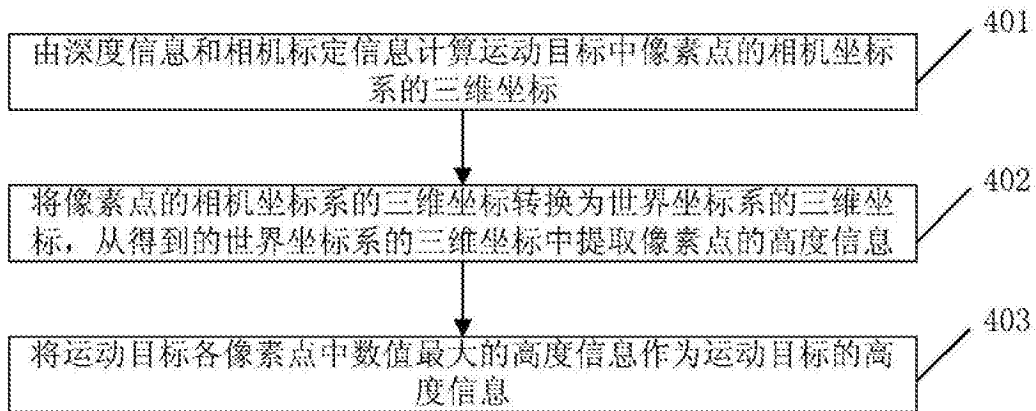 由深度信息和相机标定信息计算运动目标中像素点的相机坐标
系的三维坐标
401
将像素点的相机坐标系的三维坐标转换为世界坐标系的三维坐
标，从得到的世界坐标系的三维坐标中提取像素点的高度信息
402
将运动目标各像素点中数值最大的高度信息作为运动目标的高
度信息
403